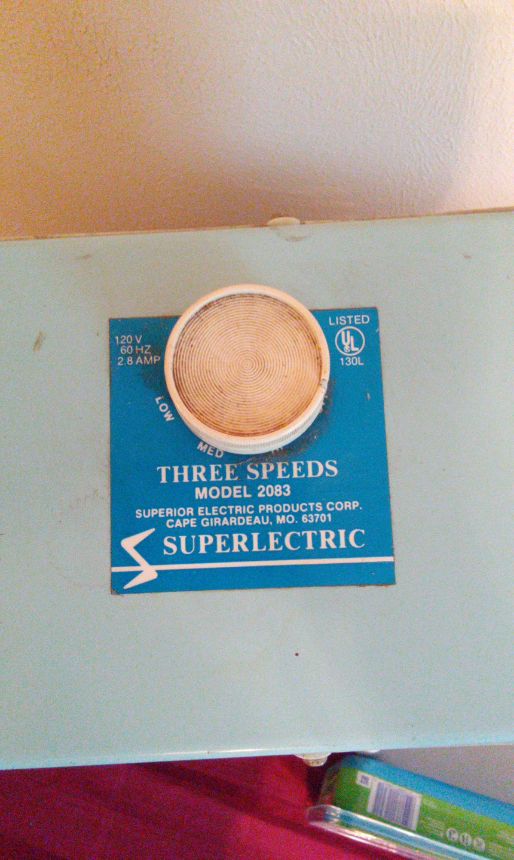 120 V
60 HZ
2.8 AMP
LISTED
UL
130L
LOW
MED
THREE SPEEDS
MODEL 2083
SUPERIOR ELECTRIC PRODUCTS CORP.
CAPE GIRARDEAU, MO. 63701
SUPERLECTRIC